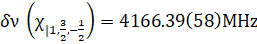 δν (χ|1,3/2,−1/2) = 4166.39(58)MHz